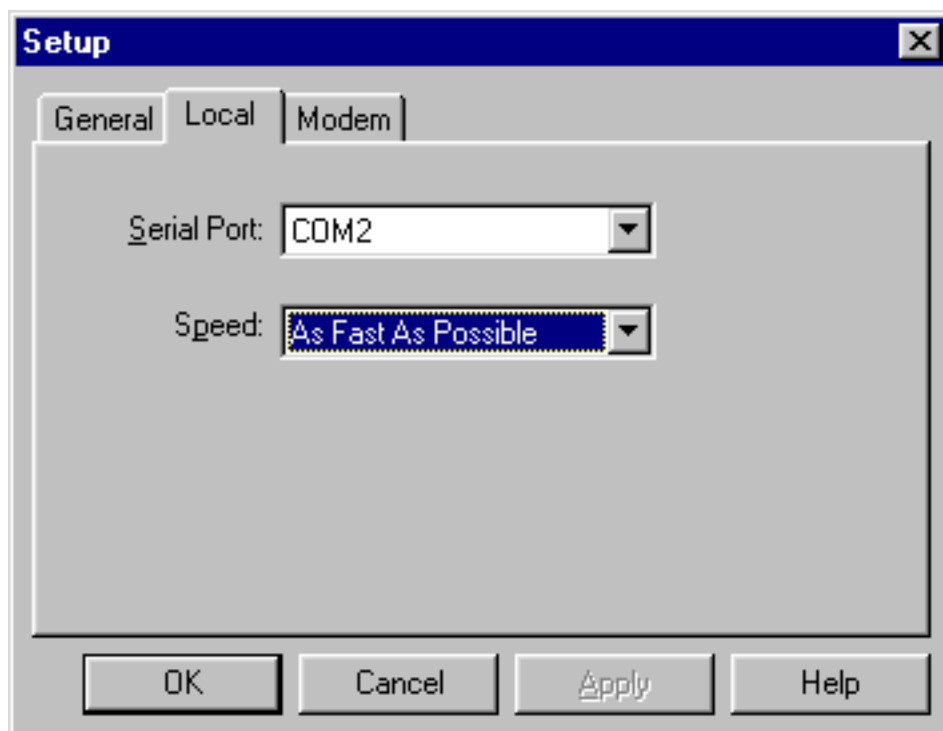 Setup
General Local Modem
Serial Port: COM2
Speed: As Fast As Possible
OK Cancel Apply Help